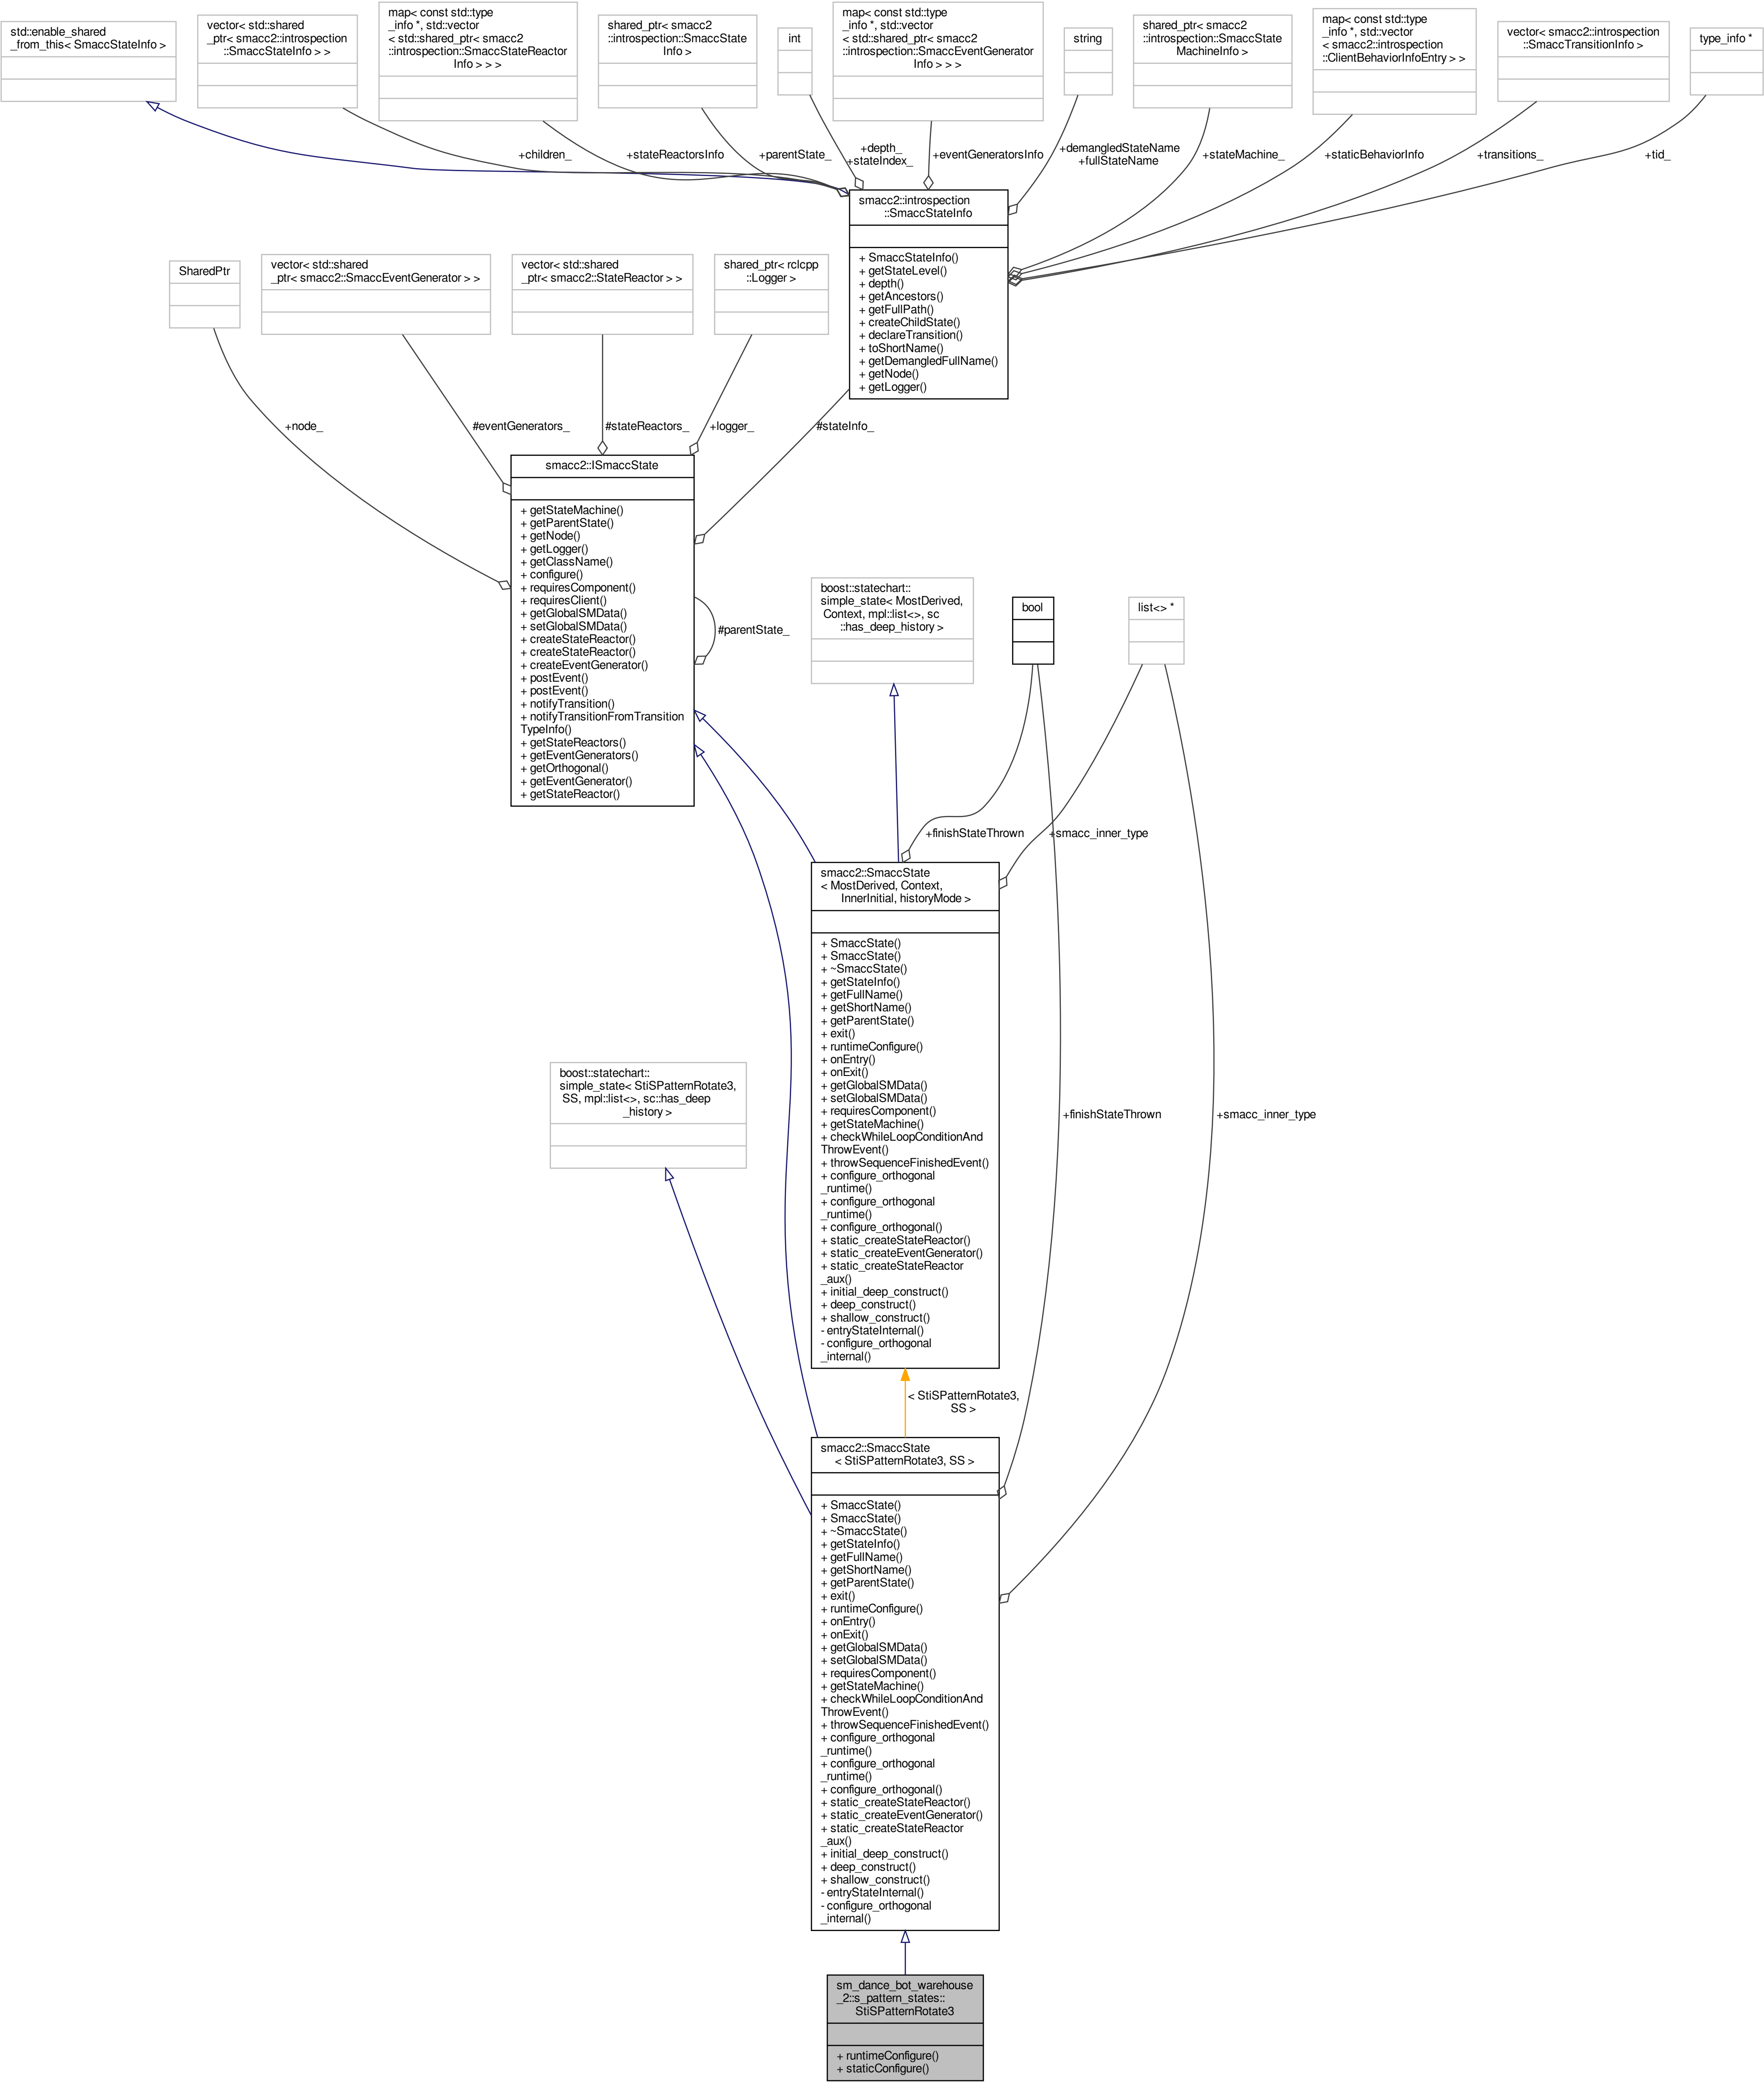 std::enable_shared
_from_this< SmaccStateInfo >
vector< std::shared
_ptr< smacc2::introspection
::SmaccStateInfo > >
map< const std::type
_info *, std::vector
< std::shared_ptr< smacc2
::introspection::SmaccStateReactor
Info > > >
shared_ptr< smacc2
::introspection::SmaccState
Info >
int
map< const std::type
_info *, std::vector
< std::shared_ptr< smacc2
::introspection::SmaccEventGenerator
Info > > >
string
shared_ptr< smacc2
::introspection::SmaccState
MachineInfo >
map< const std::type
_info *, std::vector
< smacc2::introspection
::ClientBehaviorInfoEntry > >
vector< smacc2::introspection
::SmaccTransitionInfo >
type_info *
+children_
+stateReactorsInfo
+parentState_
+depth_
+stateIndex_
+eventGeneratorsInfo
+demangledStateName
+fullStateName
+stateMachine_
+staticBehaviorInfo
+transitions_
+tid_
smacc2::introspection
::SmaccStateInfo
+ SmaccStateInfo()
+ getStateLevel()
+ depth()
+ getAncestors()
+ getFullPath()
+ createChildState()
+ declareTransition()
+ toShortName()
+ getDemangledFullName()
+ getNode()
+ getLogger()
SharedPtr
vector< std::shared
_ptr< smacc2::SmaccEventGenerator > >
vector< std::shared
_ptr< smacc2::StateReactor > >
shared_ptr< rclcpp
::Logger >
+node_
#eventGenerators_
#stateReactors_
+logger_
#stateInfo_
smacc2::ISmaccState
+ getStateMachine()
+ getParentState()
+ getNode()
+ getLogger()
+ getClassName()
+ configure()
+ requiresComponent()
+ requiresClient()
+ getGlobalSMData()
+ setGlobalSMData()
+ createStateReactor()
+ createStateReactor()
+ createEventGenerator()
+ postEvent()
+ postEvent()
+ notifyTransition()
+ notifyTransitionFromTransition
TypeInfo()
+ getStateReactors()
+ getEventGenerators()
+ getOrthogonal()
+ getEventGenerator()
+ getStateReactor()
#parentState_
boost::statechart::
simple_state< MostDerived,
Context, mpl::list<>, sc
::has_deep_history >
bool
list<> *
+finishStateThrown
+smacc_inner_type
smacc2::SmaccState
< MostDerived, Context,
InnerInitial, historyMode >
+ SmaccState()
+ SmaccState()
+ ~SmaccState()
+ getStateInfo()
+ getFullName()
+ getShortName()
+ getParentState()
+ exit()
+ runtimeConfigure()
+ onEntry()
+ onExit()
+ getGlobalSMData()
+ setGlobalSMData()
+ requiresComponent()
+ getStateMachine()
+ checkWhileLoopConditionAnd
ThrowEvent()
+ throwSequenceFinishedEvent()
+ configure_orthogonal
_runtime()
+ configure_orthogonal
_runtime()
+ configure_orthogonal()
+ static_createStateReactor()
+ static_createEventGenerator()
+ static_createStateReactor
_aux()
+ initial_deep_construct()
+ deep_construct()
+ shallow_construct()
- entryStateInternal()
- configure_orthogonal
_internal()
boost::statechart::
simple_state< StiSPatternRotate3,
SS, mpl::list<>, sc::has_deep
_history >
+finishStateThrown
+smacc_inner_type
< StiSPatternRotate3,
SS >
smacc2::SmaccState
< StiSPatternRotate3, SS >
+ SmaccState()
+ SmaccState()
+ ~SmaccState()
+ getStateInfo()
+ getFullName()
+ getShortName()
+ getParentState()
+ exit()
+ runtimeConfigure()
+ onEntry()
+ onExit()
+ getGlobalSMData()
+ setGlobalSMData()
+ requiresComponent()
+ getStateMachine()
+ checkWhileLoopConditionAnd
ThrowEvent()
+ throwSequenceFinishedEvent()
+ configure_orthogonal
_runtime()
+ configure_orthogonal
_runtime()
+ configure_orthogonal()
+ static_createStateReactor()
+ static_createEventGenerator()
+ static_createStateReactor
_aux()
+ initial_deep_construct()
+ deep_construct()
+ shallow_construct()
- entryStateInternal()
- configure_orthogonal
_internal()
sm_dance_bot_warehouse
_2::s_pattern_states::
StiSPatternRotate3
+ runtimeConfigure()
+ staticConfigure()